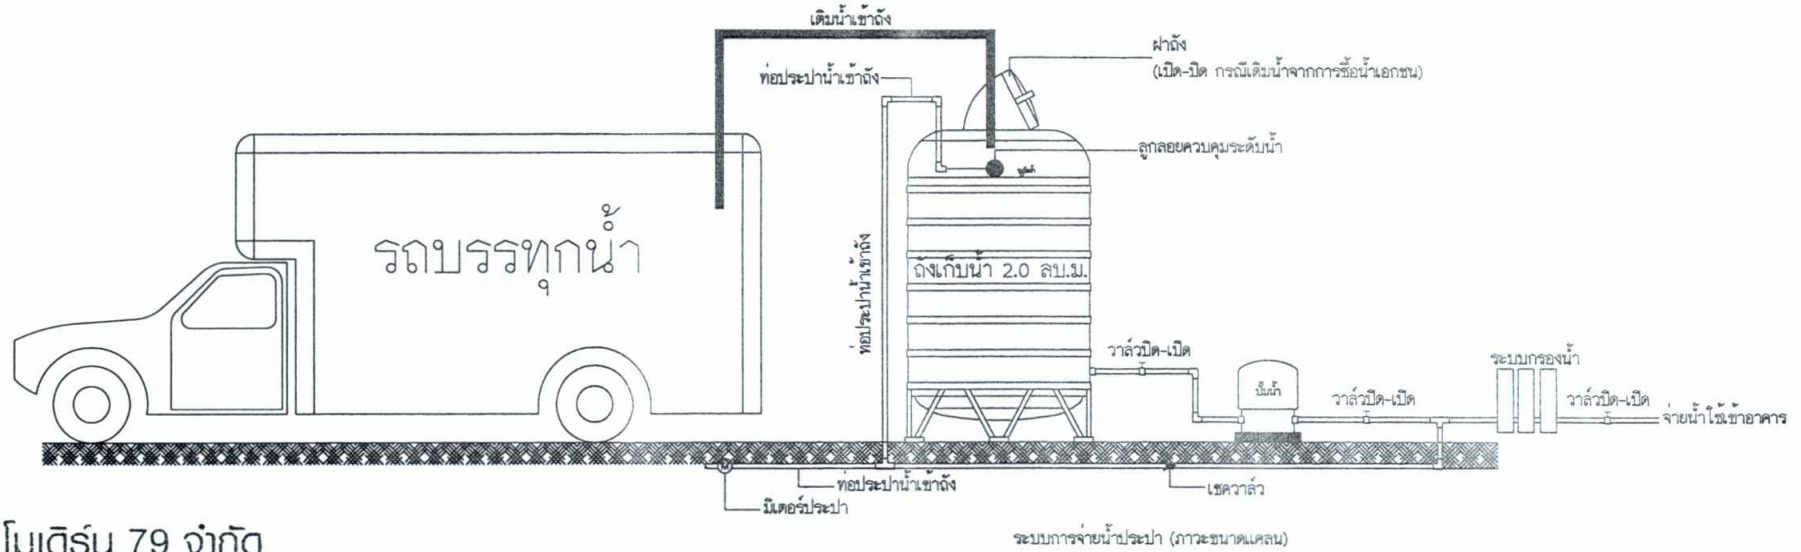 เติมน้ำเข้าถัง
ฝาถัง
(เปิด-ปิด กรณีเติมน้ำจากการซื้อน้ำเอกชน)
ท่อประปาน้ำเข้าถัง
ลูกลอยควบคุมระดับน้ำ
รถบรรทุกน้ำ
ท่อประปาน้ำเข้าถัง
ถังเก็บน้ำ 2.0 ลบ.ม.
วาล์วปิด-เปิด
ระบบกรองน้ำ
ปั๊มน้ำ
วาล์วปิด-เปิด
วาล์วปิด-เปิด
จ่ายน้ำใช้เข้าอาคาร
M
ท่อประปาน้ำเข้าถัง
เชควาล์ว
มิเตอร์ประปา
โมเดิร์น 79 จำกัด
ระบบการจ่ายน้ำประปา (ภาวะขนาดแคลน)